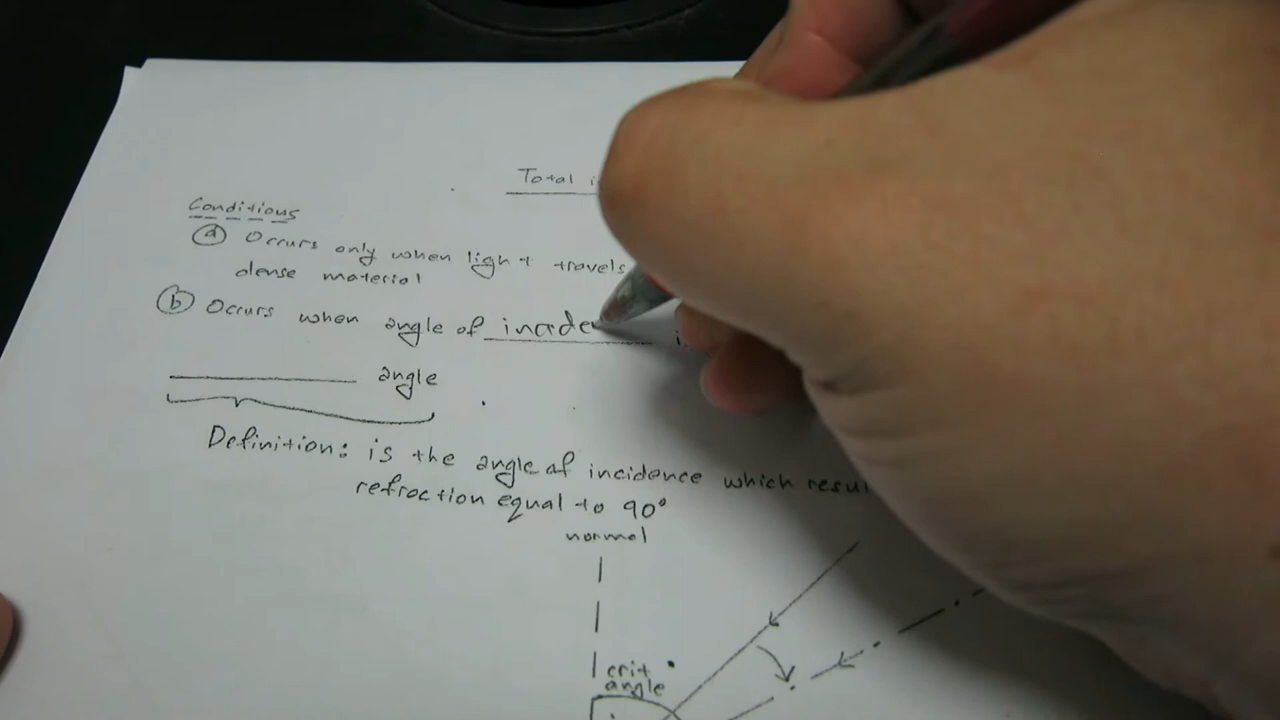 Total
Conditions
(a) Occurs only when light travels
dense material
(b) Occurs when angle of incide
angle
Definition: is the angle of incidence which resul
refraction equal to 90°
normal
crit
angle